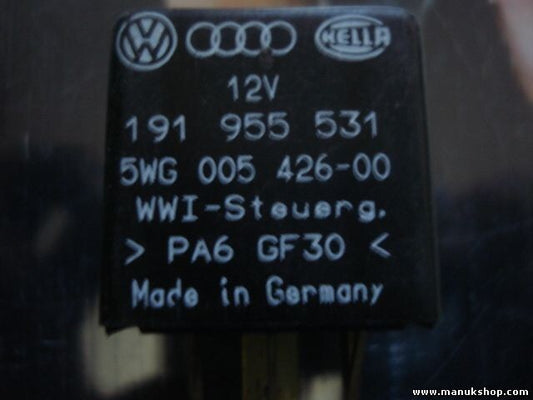 VW HELLA
12V
191 955 531
5WG 005 426-00
WWI-Steuerg.
> PA6 GF30 <
Made in Germany
www.manukshop.com